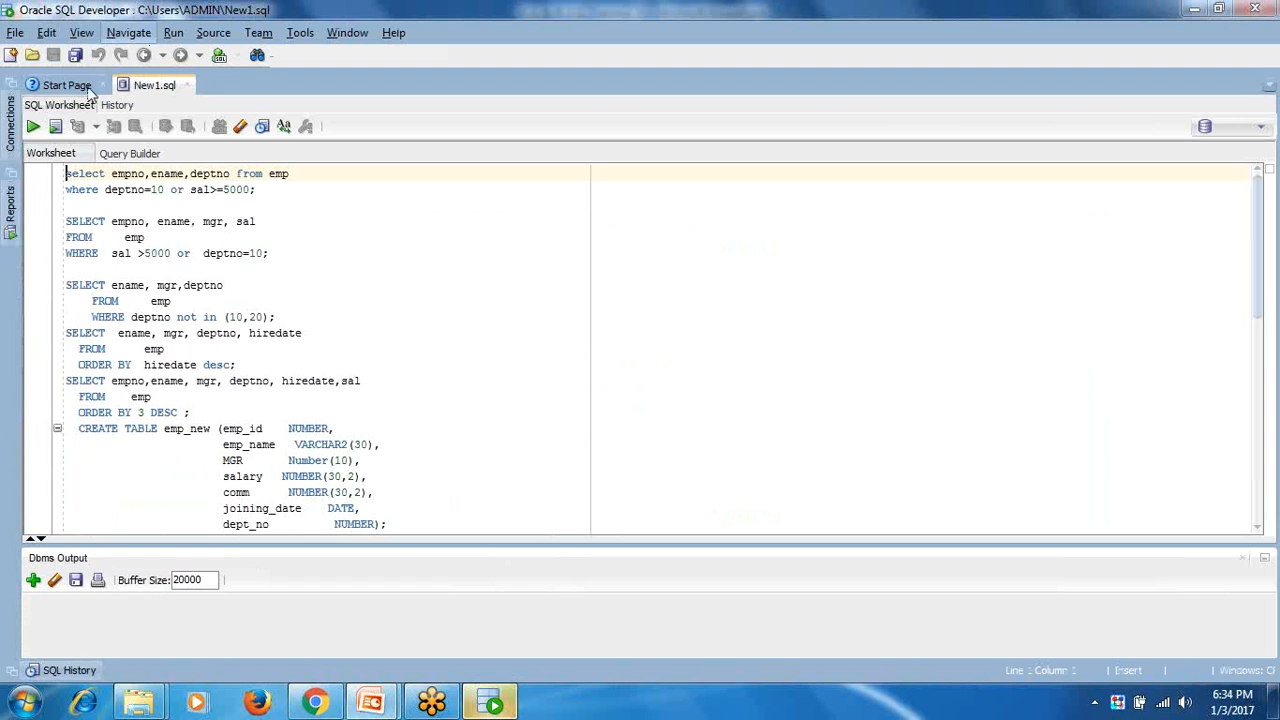 Oracle SQL Developer : C:\Users\ADMIN\New1.sql
File Edit View Navigate Run Source Team Tools Window Help
Start Page New1.sql
SQL Worksheet History
Worksheet Query Builder
Connections
Reports
select empno,ename,deptno from emp
where deptno=10 or sal>=5000;
SELECT empno, ename, mgr, sal
FROM emp
WHERE sal >5000 or deptno=10;
SELECT ename, mgr,deptno
FROM emp
WHERE deptno not in (10,20);
SELECT ename, mgr, deptno, hiredate
FROM emp
ORDER BY hiredate desc;
SELECT empno,ename, mgr, deptno, hiredate,sal
FROM emp
ORDER BY 3 DESC ;
CREATE TABLE emp_new (emp_id NUMBER,
emp_name VARCHAR2(30),
MGR Number(10),
salary NUMBER(30,2),
comm NUMBER(30,2),
joining_date DATE,
dept_no NUMBER);
Dbms Output
Buffer Size: 20000
SQL History
Line Column Insert Windows: C
6:34 PM
1/3/2017